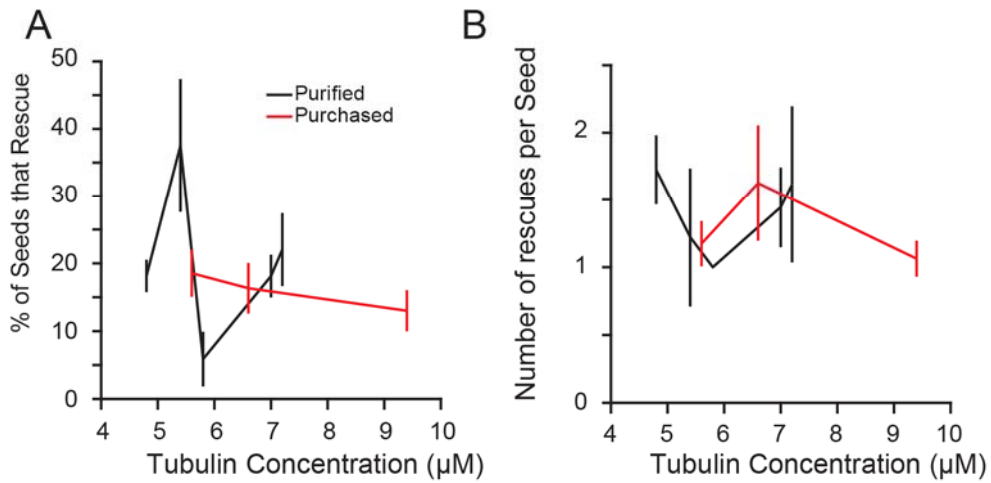 A
% of Seeds that Rescue
50
40
30
20
10
0
Purified
Purchased
4 5 6 7 8 9 10
Tubulin Concentration (µM)
B
Number of rescues per Seed
2
1
0
4 5 6 7 8 9 10
Tubulin Concentration (µM)